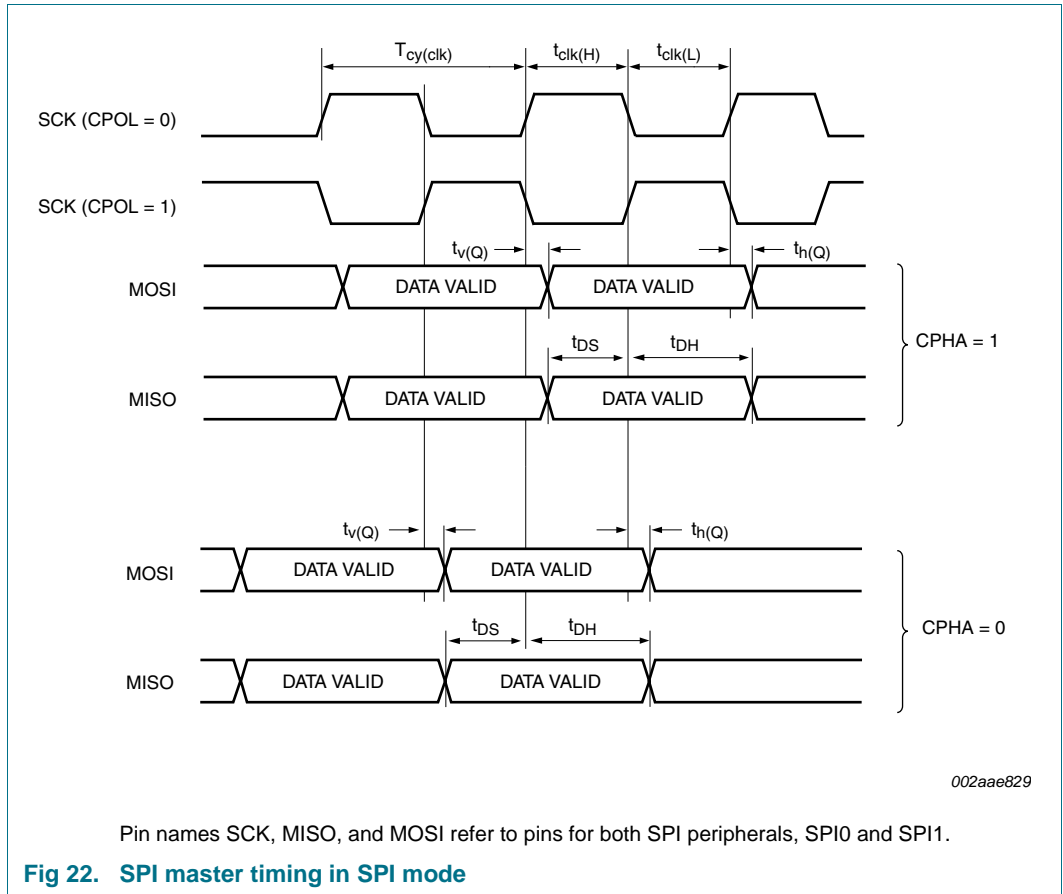 Tcy(clk) tclk(H) tclk(L)
SCK (CPOL = 0)
SCK (CPOL = 1)
tv(Q) th(Q)
MOSI DATA VALID DATA VALID
CPHA = 1
tDS tDH
MISO DATA VALID DATA VALID
tv(Q) th(Q)
MOSI DATA VALID DATA VALID
CPHA = 0
tDS tDH
MISO DATA VALID DATA VALID
002aae829
Pin names SCK, MISO, and MOSI refer to pins for both SPI peripherals, SPI0 and SPI1.
Fig 22. SPI master timing in SPI mode